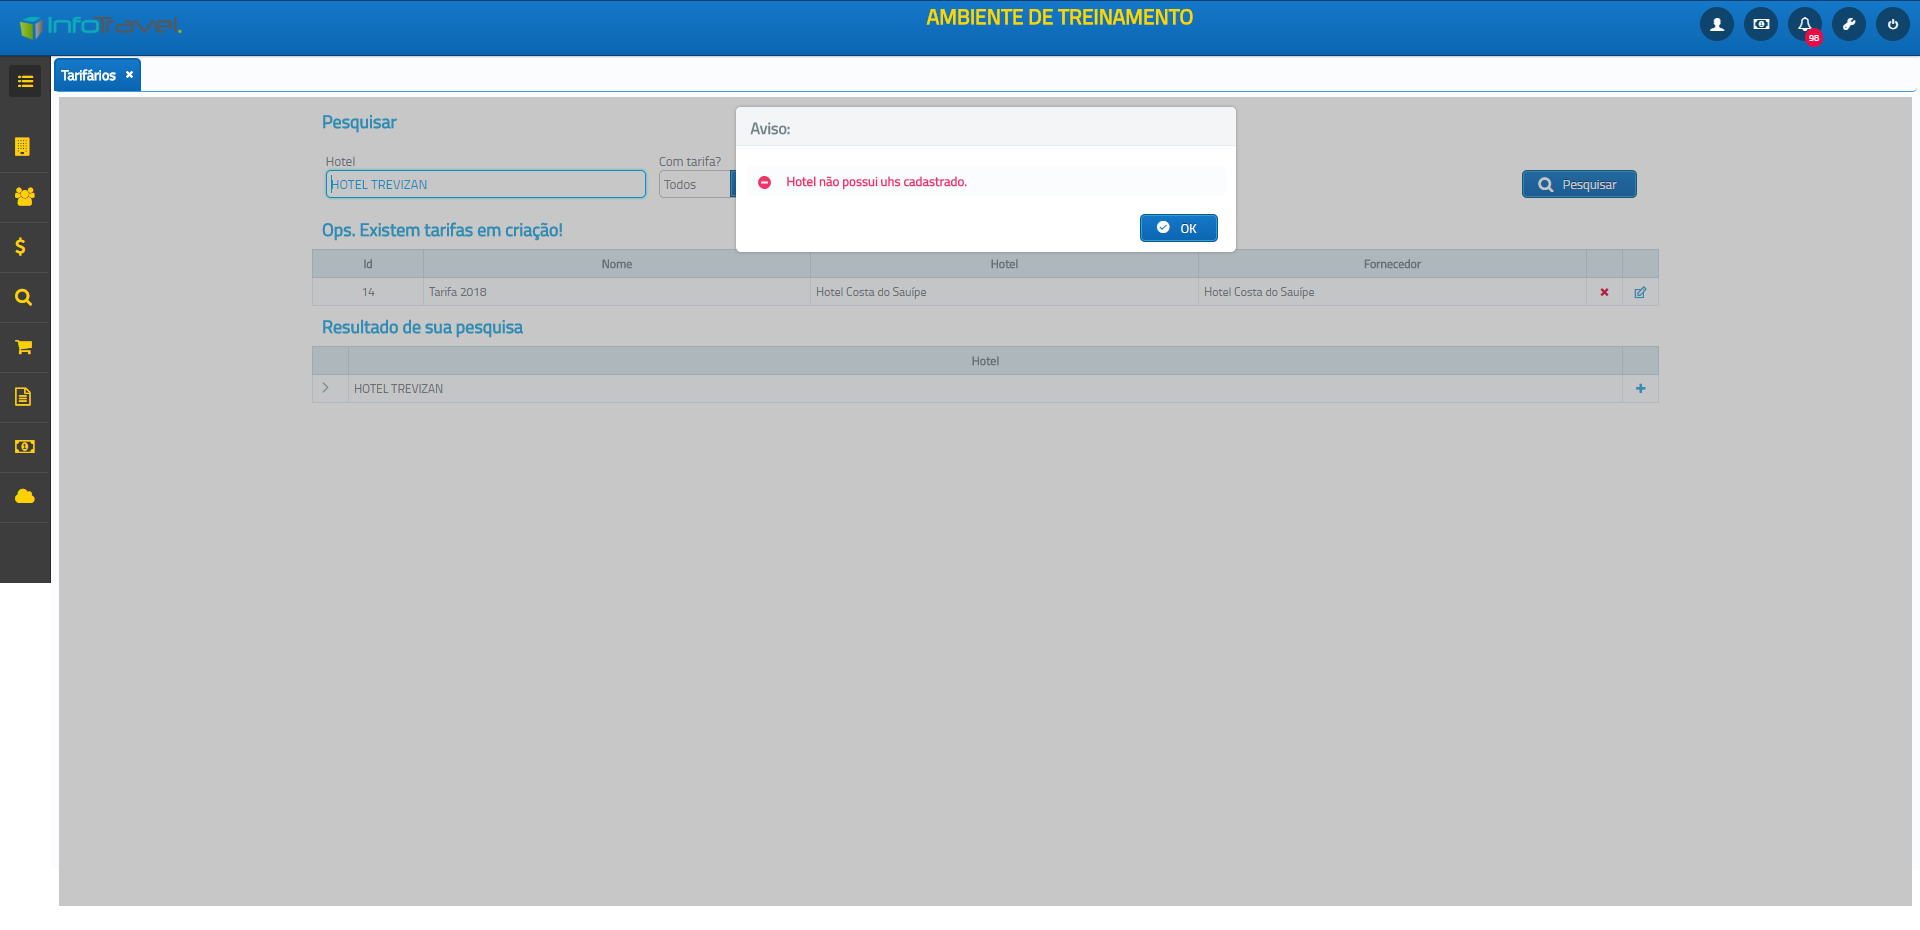 InfoTravel.
AMBIENTE DE TREINAMENTO
98
Tarifários
Pesquisar
Aviso:
Hotel
Com tarifa?
HOTEL TREVIZAN
Todos
Hotel não possui uhs cadastrado.
Pesquisar
OK
Ops. Existem tarifas em criação!
Id Nome Hotel Fornecedor
14 Tarifa 2018 Hotel Costa do Sauípe Hotel Costa do Sauípe
Resultado de sua pesquisa
Hotel
HOTEL TREVIZAN